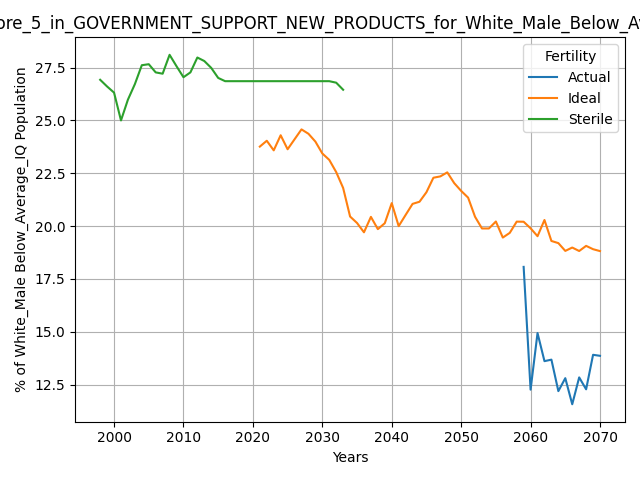 ore_5_in_GOVERNMENT_SUPPORT_NEW_PRODUCTS_for_White_Male_Below_A
Fertility
Actual
Ideal
Sterile
% of White_Male Below_Average_IQ Population
27.5
25.0
22.5
20.0
17.5
15.0
12.5
2000 2010 2020 2030 2040 2050 2060 2070
Years